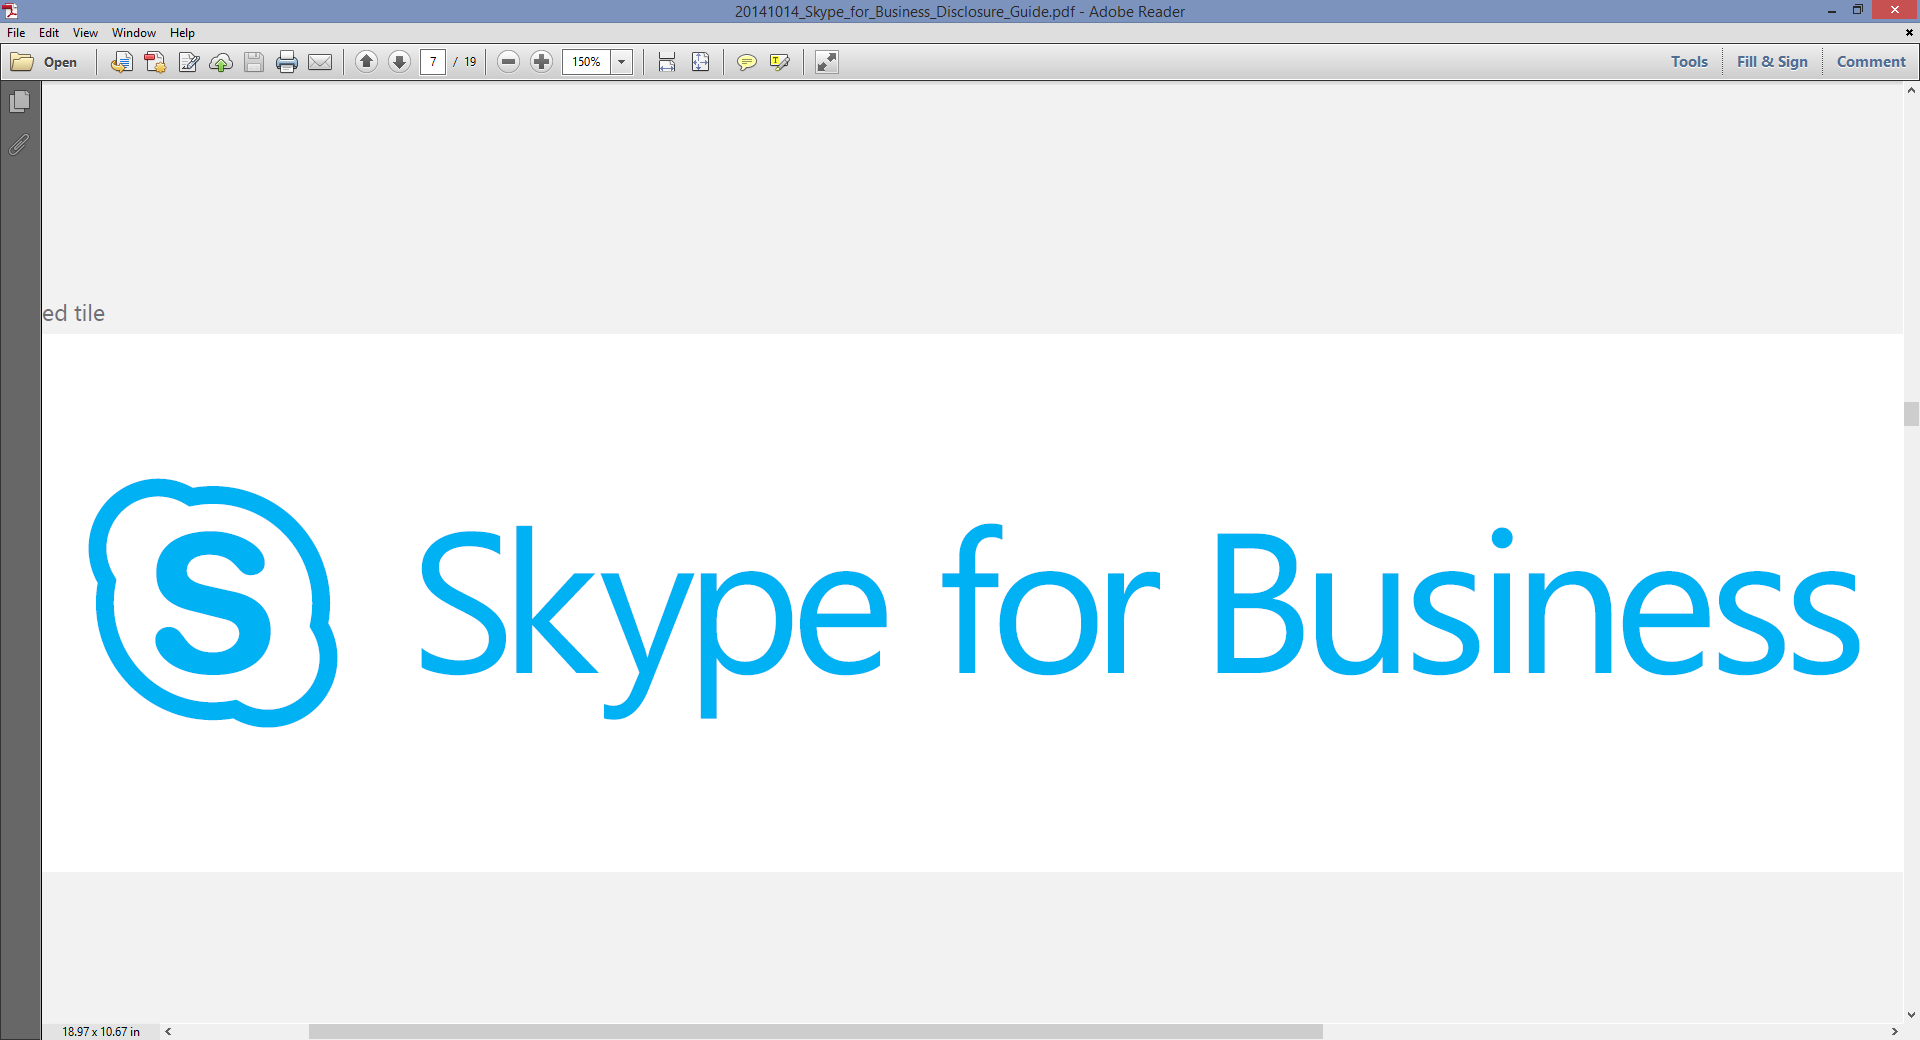 20141014_Skype_for_Business_Disclosure_Guide.pdf - Adobe Reader
File Edit View Window Help
Open 7 / 19 150% Tools Fill & Sign Comment
ed tile
S Skype for Business
18.97 x 10.67 in